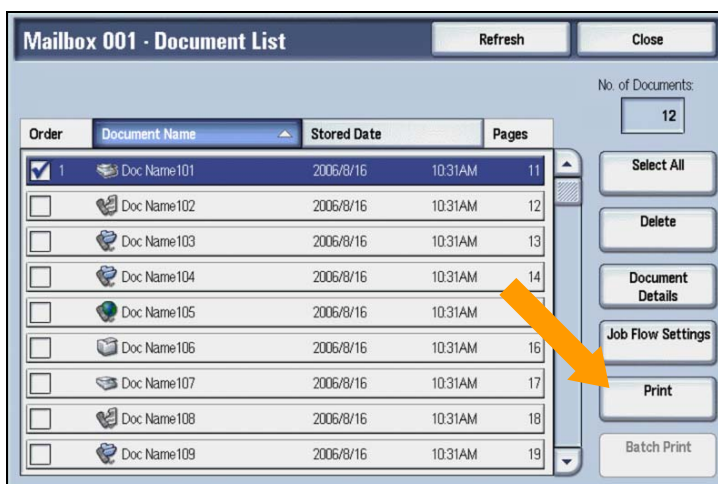 Mailbox 001 - Document List Refresh Close
No. of Documents:
12
Order Document Name Stored Date Pages
1 Doc Name101 2006/8/16 10:31AM 11
Doc Name102 2006/8/16 10:31AM 12
Doc Name103 2006/8/16 10:31AM 13
Doc Name104 2006/8/16 10:31AM 14
Doc Name105 2006/8/16 10:31AM
Doc Name106 2006/8/16 10:31AM 16
Doc Name107 2006/8/16 10:31AM 17
Doc Name108 2006/8/16 10:31AM 18
Doc Name109 2006/8/16 10:31AM 19
Select All
Delete
Document
Details
Job Flow Settings
Print
Batch Print